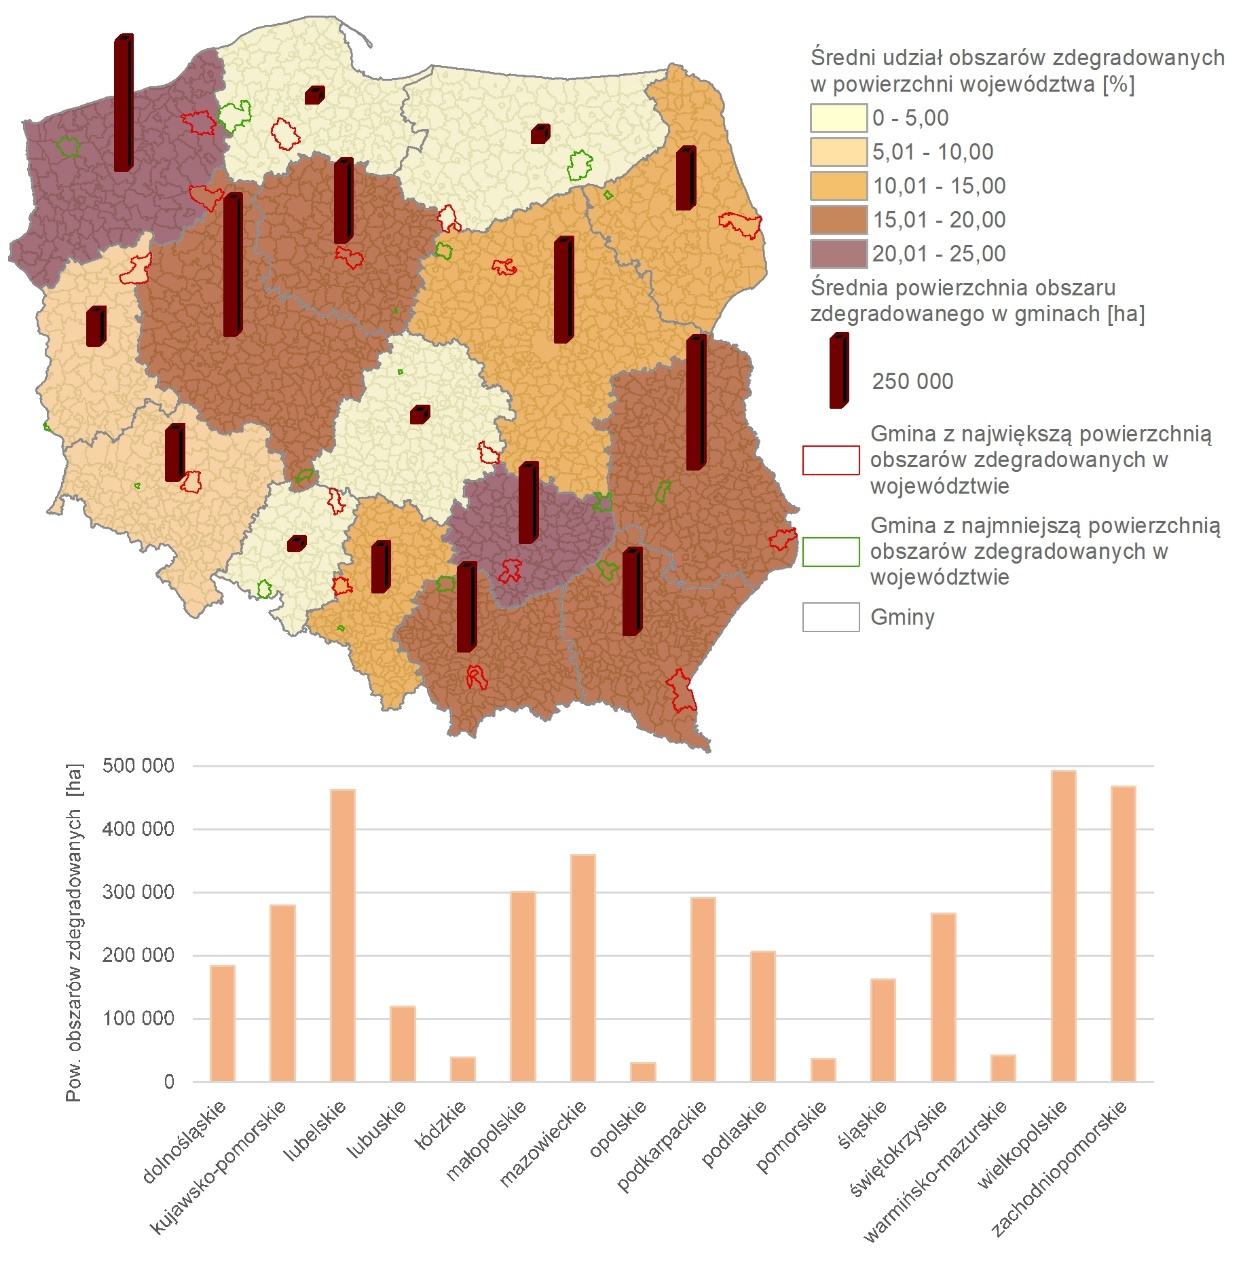 Średni udział obszarów zdegradowanych
w powierzchni województwa [%]
0 - 5,00
5,01 - 10,00
10,01 - 15,00
15,01 - 20,00
20,01 - 25,00
Średnia powierzchnia obszaru
zdegradowanego w gminach [ha]
250 000
Gmina z największą powierzchnią
obszarów zdegradowanych w
województwie
Gmina z najmniejszą powierzchnią
obszarów zdegradowanych w
województwie
Gminy
Pow. obszarów zdegradowanych [ha]
500 000
400 000
300 000
200 000
100 000
0
dolnośląskie
kujawsko-pomorskie
lubelskie
lubuskie
łódzkie
małopolskie
mazowieckie
opolskie
podkarpackie
podlaskie
pomorskie
śląskie
świętokrzyskie
warmińsko-mazurskie
wielkopolskie
zachodniopomorskie